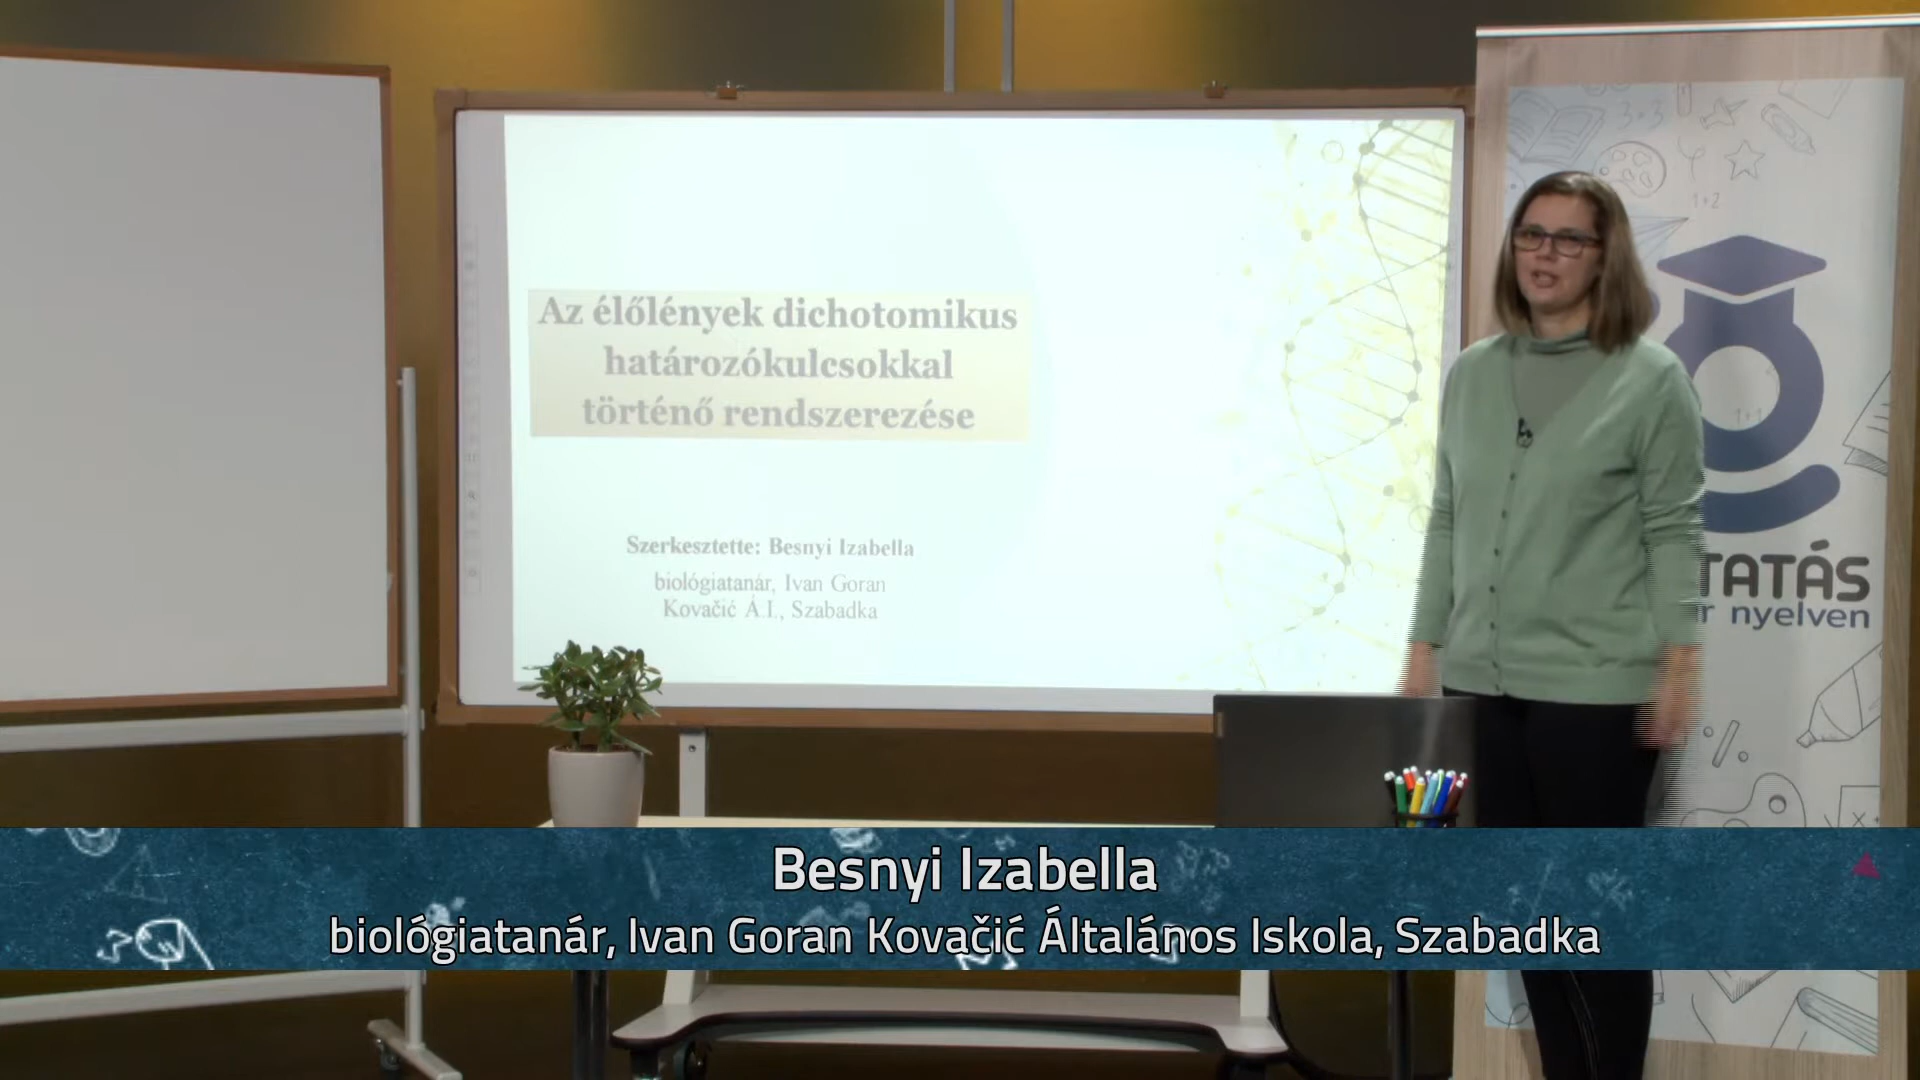 Az élőlények dichotomikus
határozókulcsokkal
történő rendszerezése
Szerkesztette: Besnyi Izabella
biológiatanár, Ivan Goran
Kovačić Á.I., Szabadka
TATÁS
nyelven
Besnyi Izabella
biológiatanár, Ivan Goran Kovačić Általános Iskola, Szabadka